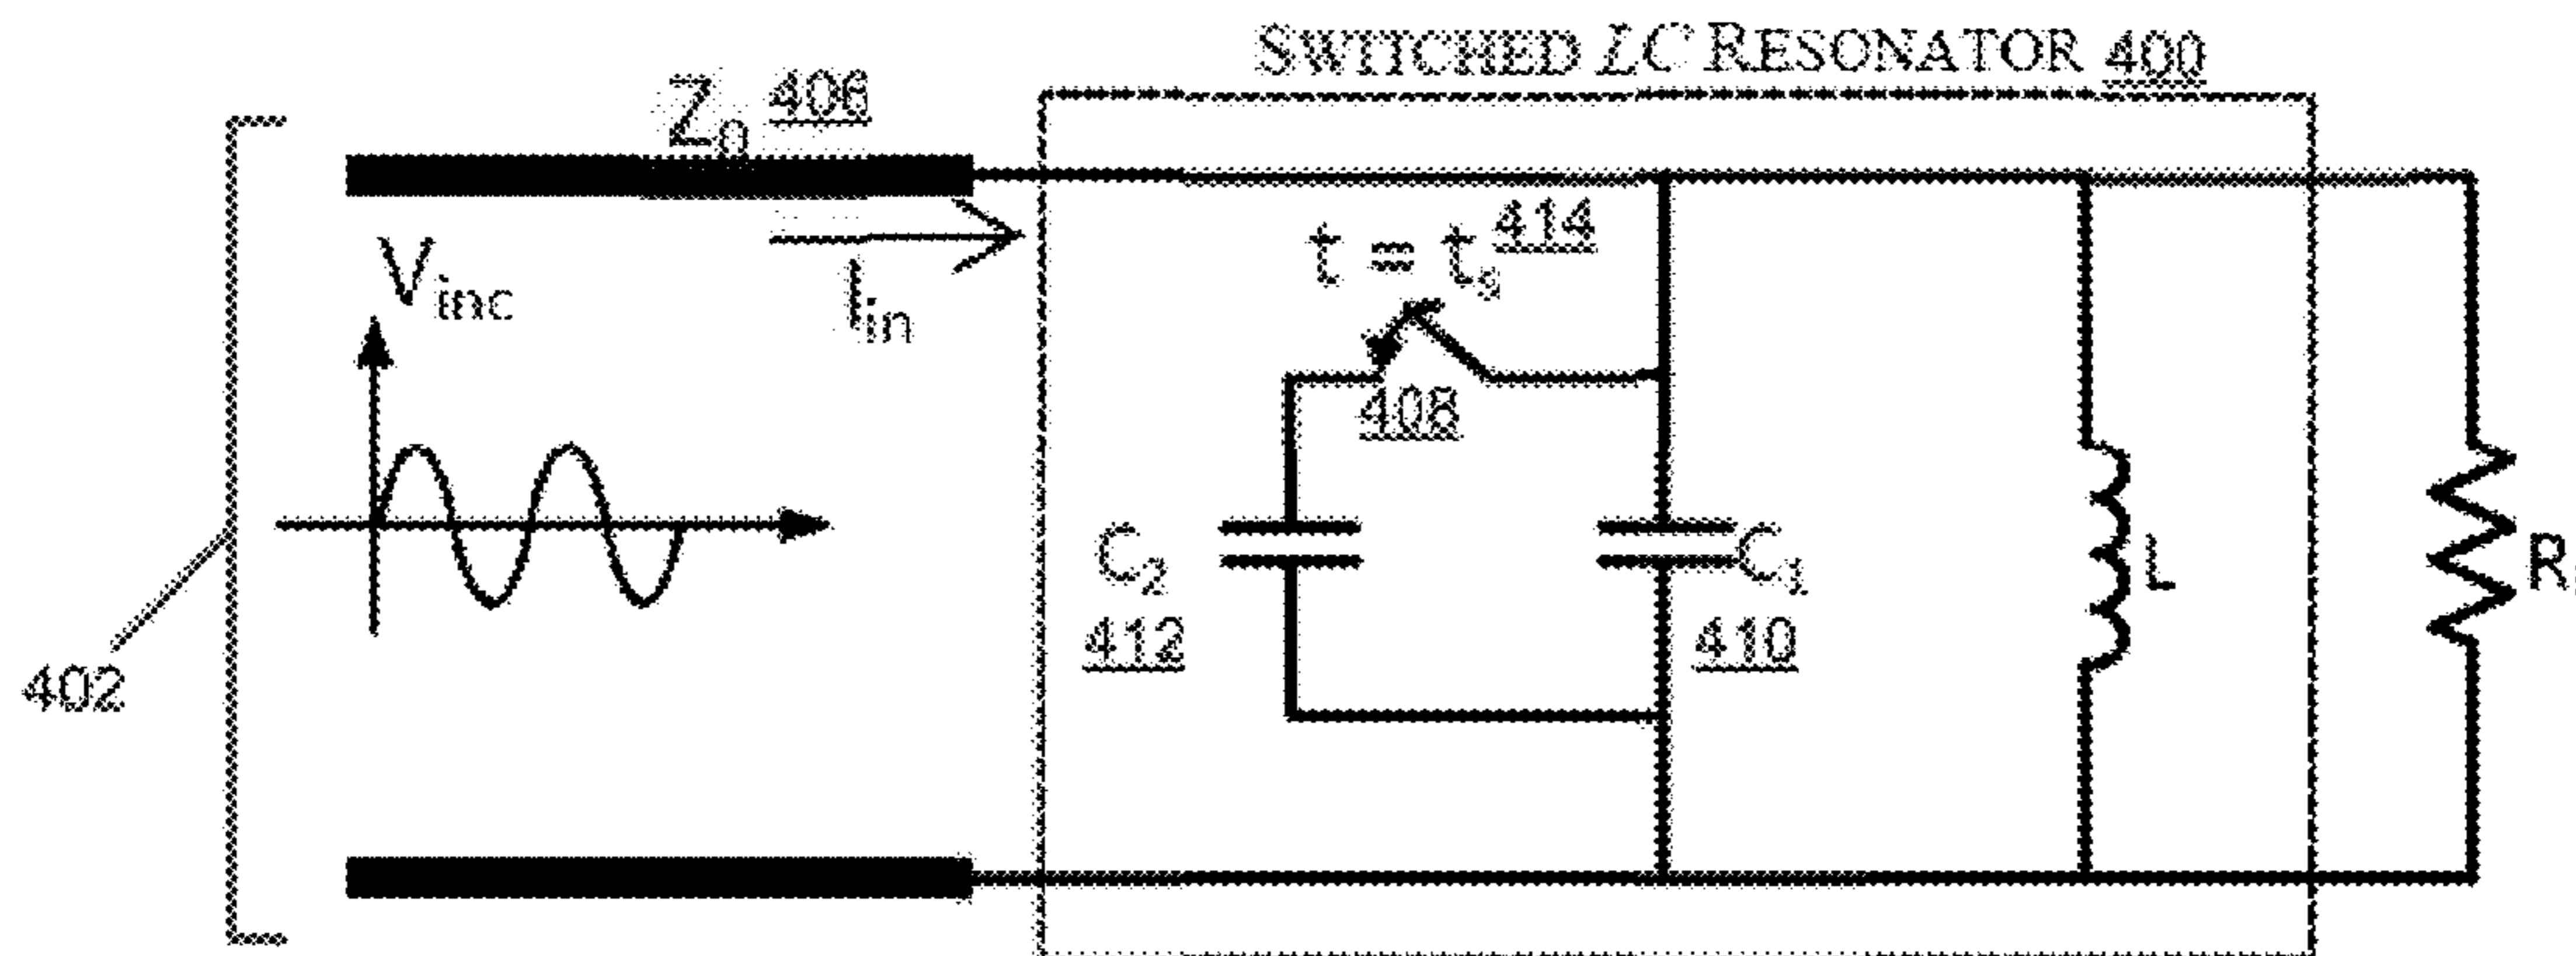 SWITCHED LC RESONATOR 400
Z0 406
t = ts 414
Vinc
Iin
408
C2
C1
L
R
412
410
402